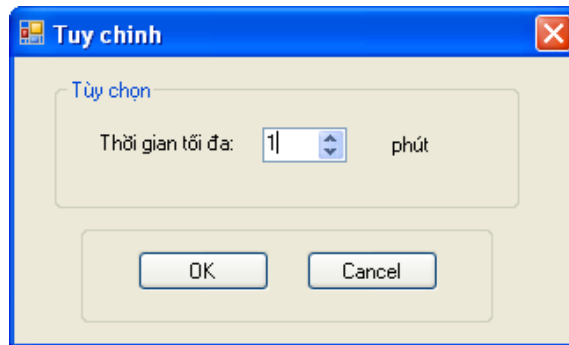 Tuy chinh
Tùy chọn
Thời gian tối đa: 1 phút
OK Cancel